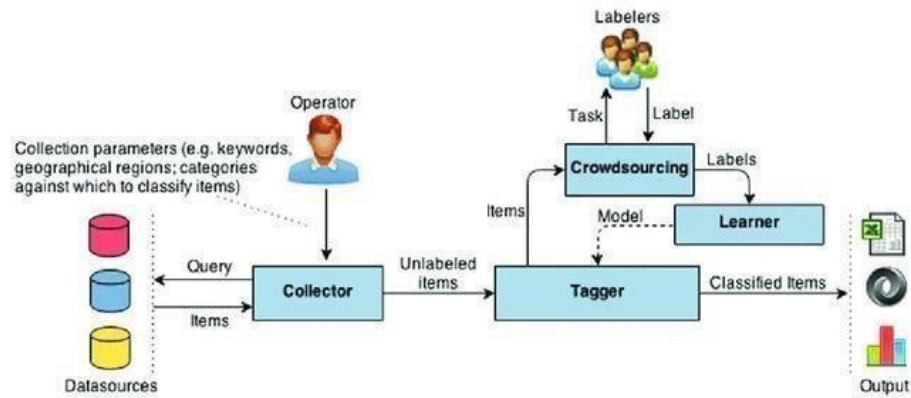 Labelers
Operator
Task
Label
Collection parameters (e.g. keywords,
geographical regions; categories
against which to classify items)
Crowdsourcing
Labels
Items
Model
Learner
Query
Collector
Unlabeled
items
Tagger
Classified Items
Items
Datasources
Output